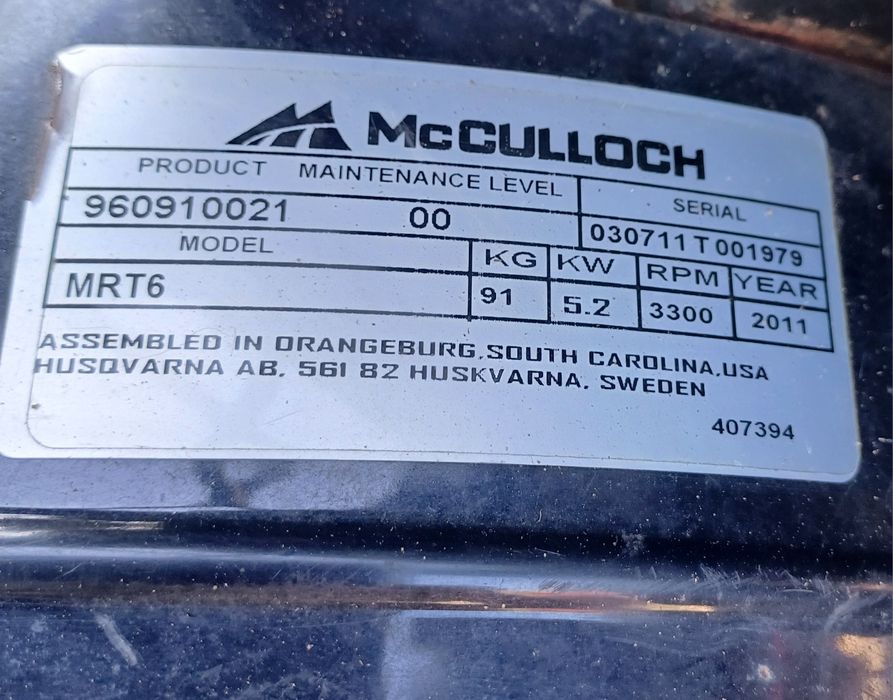 McCULLOCH
PRODUCT MAINTENANCE LEVEL SERIAL
960910021 00 030711 T 001979
MODEL KG KW RPM YEAR
MRT6 91 5.2 3300 2011
ASSEMBLED IN ORANGEBURG,SOUTH CAROLINA,USA
HUSQVARNA AB, 561 82 HUSKVARNA, SWEDEN
407394